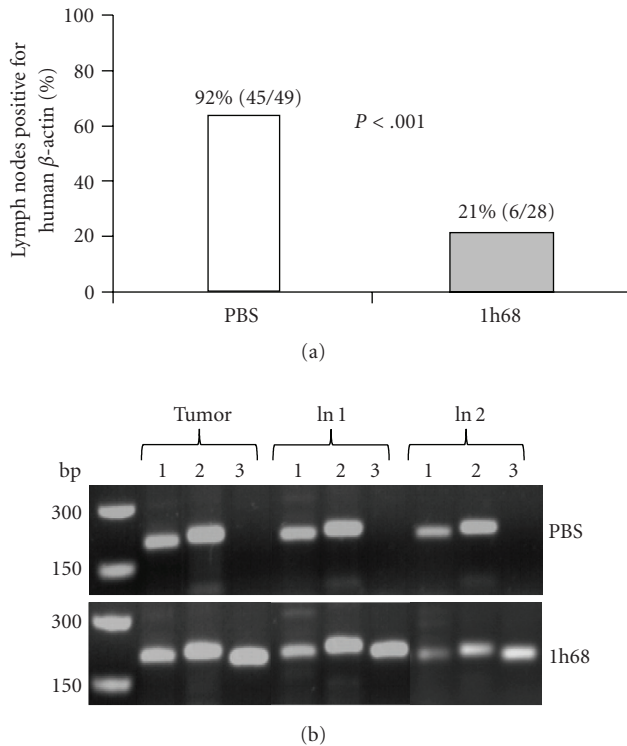 100
80
60
40
20
0
Lymph nodes positive for
human β-actin (%)
92% (45/49)
P < .001
21% (6/28)
PBS 1h68
(a)
Tumor ln 1 ln 2
bp 1 2 3 1 2 3 1 2 3
300
150
PBS
300
150
1h68
(b)